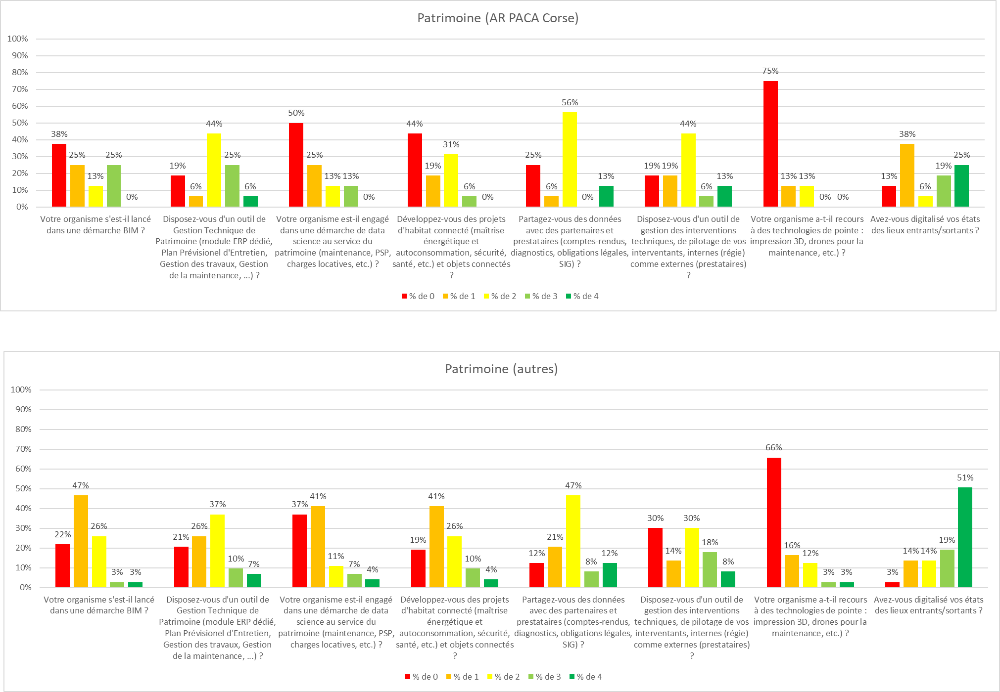 Patrimoine (AR PACA Corse)
100%
90%
80%
70%
60%
50%
40%
30%
20%
10%
0%
38%
25%
13%
25%
0%
19%
6%
44%
25%
6%
50%
25%
13%
13%
0%
44%
19%
31%
6%
0%
25%
6%
56%
0%
13%
19%
19%
44%
6%
13%
75%
13%
13%
0%
0%
13%
38%
6%
19%
25%
Votre organisme s'est-il lancé
dans une démarche BIM ?
Disposez-vous d'un outil de
Gestion Technique de
Patrimoine (module ERP dédié,
Plan Prévisionel d'Entretien,
Gestion des travaux, Gestion
de la maintenance, ...) ?
Votre organisme est-il engagé
dans une démarche de data
science au service du
patrimoine (maintenance, PSP,
charges locatives, etc.) ?
Développez-vous des projets
d'habitat connecté (maîtrise
énergétique et
autoconsommation, sécurité,
santé, etc.) et objets connectés
?
Partagez-vous des données
avec des partenaires et
prestataires (comptes-rendus,
diagnostics, obligations légales,
SIG) ?
Disposez-vous d'un outil de
gestion des interventions
techniques, de pilotage de vos
intervenants, internes (régie)
comme externes (prestataires)
?
Votre organisme a-t-il recours
à des technologies de pointe :
impression 3D, drones pour la
maintenance, etc.) ?
Avez-vous digitalisé vos états
des lieux entrants/sortants ?
% de 0 % de 1 % de 2 % de 3 % de 4
Patrimoine (autres)
100%
90%
80%
70%
60%
50%
40%
30%
20%
10%
0%
22%
47%
26%
3%
3%
21%
26%
37%
10%
7%
37%
41%
11%
7%
4%
19%
41%
26%
10%
4%
12%
21%
47%
8%
12%
30%
14%
30%
18%
8%
66%
16%
12%
3%
3%
3%
14%
14%
19%
51%
Votre organisme s'est-il lancé
dans une démarche BIM ?
Disposez-vous d'un outil de
Gestion Technique de
Patrimoine (module ERP dédié,
Plan Prévisionel d'Entretien,
Gestion des travaux, Gestion
de la maintenance, ...) ?
Votre organisme est-il engagé
dans une démarche de data
science au service du
patrimoine (maintenance, PSP,
charges locatives, etc.) ?
Développez-vous des projets
d'habitat connecté (maîtrise
énergétique et
autoconsommation, sécurité,
santé, etc.) et objets connectés
?
Partagez-vous des données
avec des partenaires et
prestataires (comptes-rendus,
diagnostics, obligations légales,
SIG) ?
Disposez-vous d'un outil de
gestion des interventions
techniques, de pilotage de vos
intervenants, internes (régie)
comme externes (prestataires)
?
Votre organisme a-t-il recours
à des technologies de pointe :
impression 3D, drones pour la
maintenance, etc.) ?
Avez-vous digitalisé vos états
des lieux entrants/sortants ?
% de 0 % de 1 % de 2 % de 3 % de 4